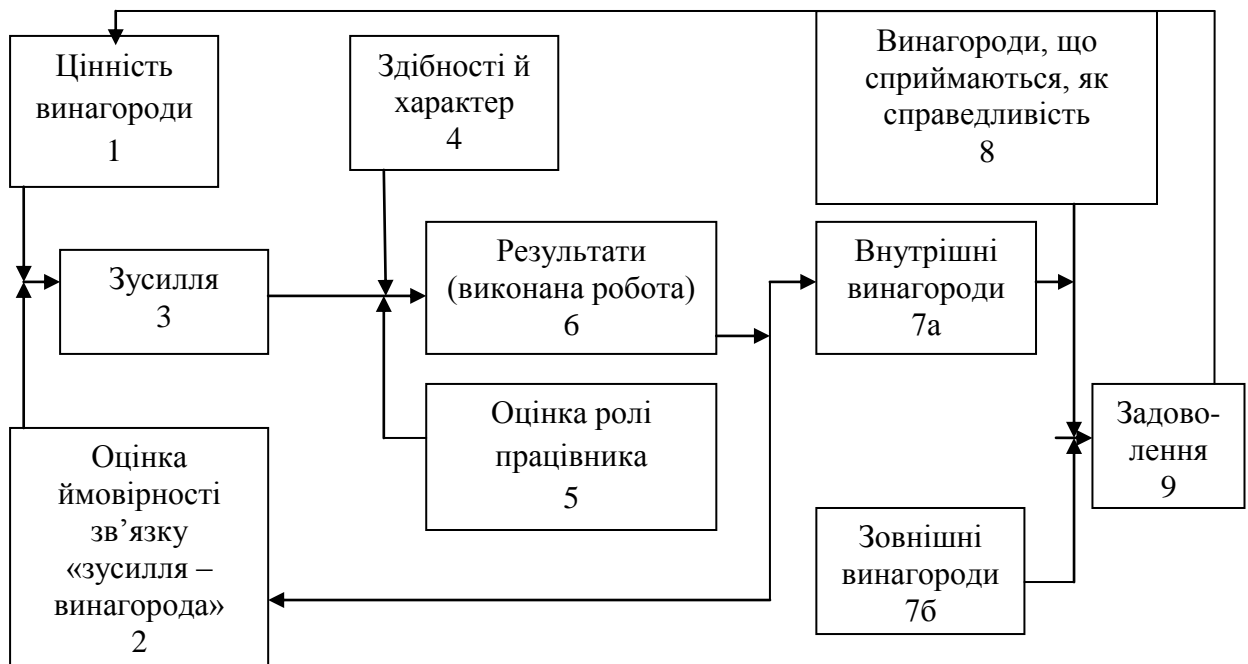 Цінність
винагороди
1
Здібності й
характер
4
Винагороди, що
сприймаються, як
справедливість
8
Зусилля
3
Результати
(виконана робота)
6
Внутрішні
винагороди
7а
Оцінка
ймовірності
зв’язку
«зусилля –
винагорода»
2
Оцінка ролі
працівника
5
Зовнішні
винагороди
7б
Задово-
лення
9